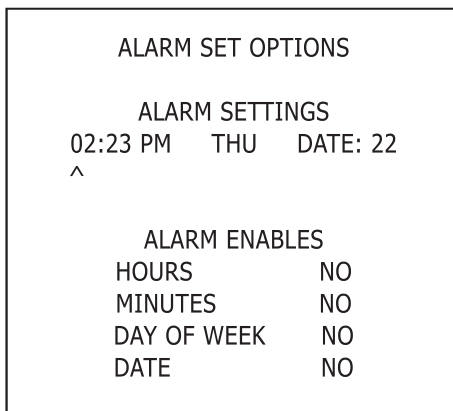 ALARM SET OPTIONS
ALARM SETTINGS
02:23 PM THU DATE: 22
^
ALARM ENABLES
HOURS NO
MINUTES NO
DAY OF WEEK NO
DATE NO